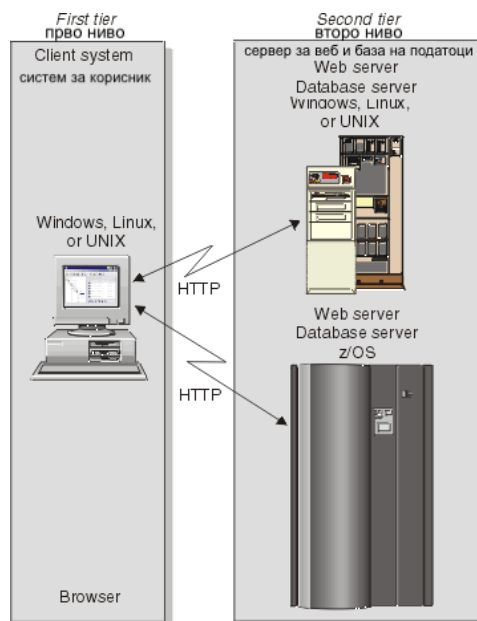 First tier
прво ниво
Client system
систем за корисник
Windows, Linux,
or UNIX
HTTP
HTTP
Browser
Second tier
второ ниво
сервер за веб и база на податоци
Web server
Database server
Windows, Linux,
or UNIX
Web server
Database server
z/OS